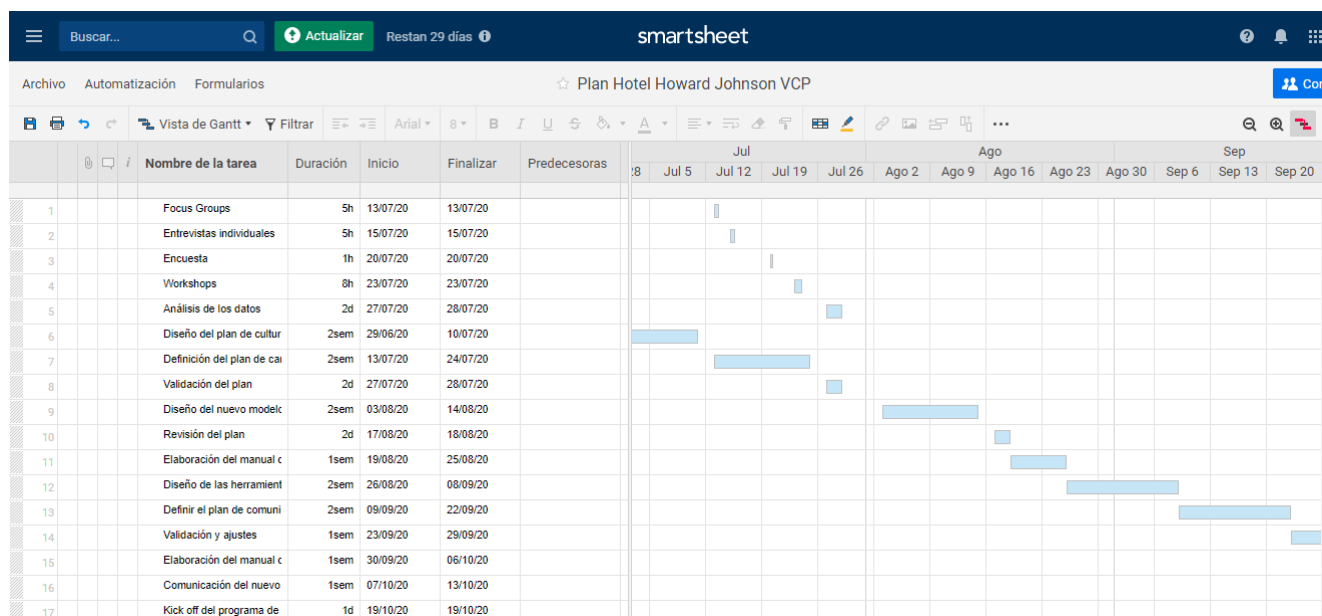 Buscar... Actualizar Restan 29 días smartsheet
Archivo Automatización Formularios Plan Hotel Howard Johnson VCP Cor
Vista de Gantt Filtrar Arial 8 B I U S A
Jul Ago Sep
Nombre de la tarea Duración Inicio Finalizar Predecesoras 28 Jul 5 Jul 12 Jul 19 Jul 26 Ago 2 Ago 9 Ago 16 Ago 23 Ago 30 Sep 6 Sep 13 Sep 20
1 Focus Groups 5h 13/07/20 13/07/20
2 Entrevistas individuales 5h 15/07/20 15/07/20
3 Encuesta 1h 20/07/20 20/07/20
4 Workshops 8h 23/07/20 23/07/20
5 Análisis de los datos 2d 27/07/20 28/07/20
6 Diseño del plan de cultur 2sem 29/06/20 10/07/20
7 Definición del plan de cai 2sem 13/07/20 24/07/20
8 Validación del plan 2d 27/07/20 28/07/20
9 Diseño del nuevo modelo 2sem 03/08/20 14/08/20
10 Revisión del plan 2d 17/08/20 18/08/20
11 Elaboración del manual c 1sem 19/08/20 25/08/20
12 Diseño de las herramient 2sem 26/08/20 08/09/20
13 Definir el plan de comuni 2sem 09/09/20 22/09/20
14 Validación y ajustes 1sem 23/09/20 29/09/20
15 Elaboración del manual c 1sem 30/09/20 06/10/20
16 Comunicación del nuevo 1sem 07/10/20 13/10/20
17 Kick off del programa de 1d 19/10/20 19/10/20